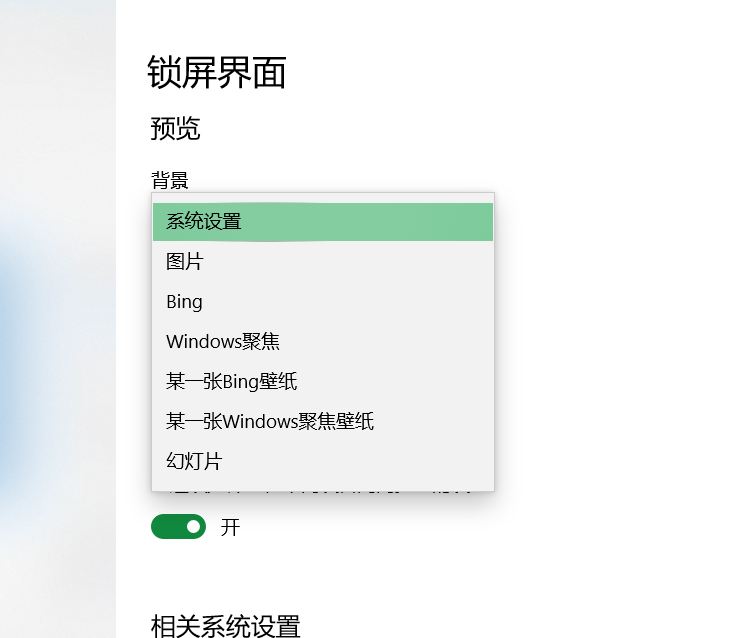 锁屏界面
预览
背景
系统设置
图片
Bing
Windows聚焦
某一张Bing壁纸
某一张Windows聚焦壁纸
幻灯片
开
相关系统设置